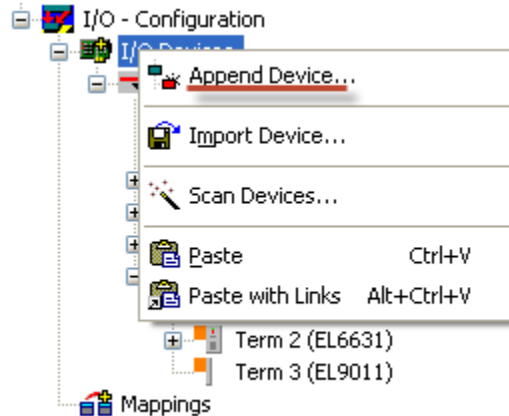 I/O - Configuration
I/O Devices
Append Device...
Import Device...
Scan Devices...
Paste Ctrl+V
Paste with Links Alt+Ctrl+V
Term 2 (EL6631)
Term 3 (EL9011)
Mappings